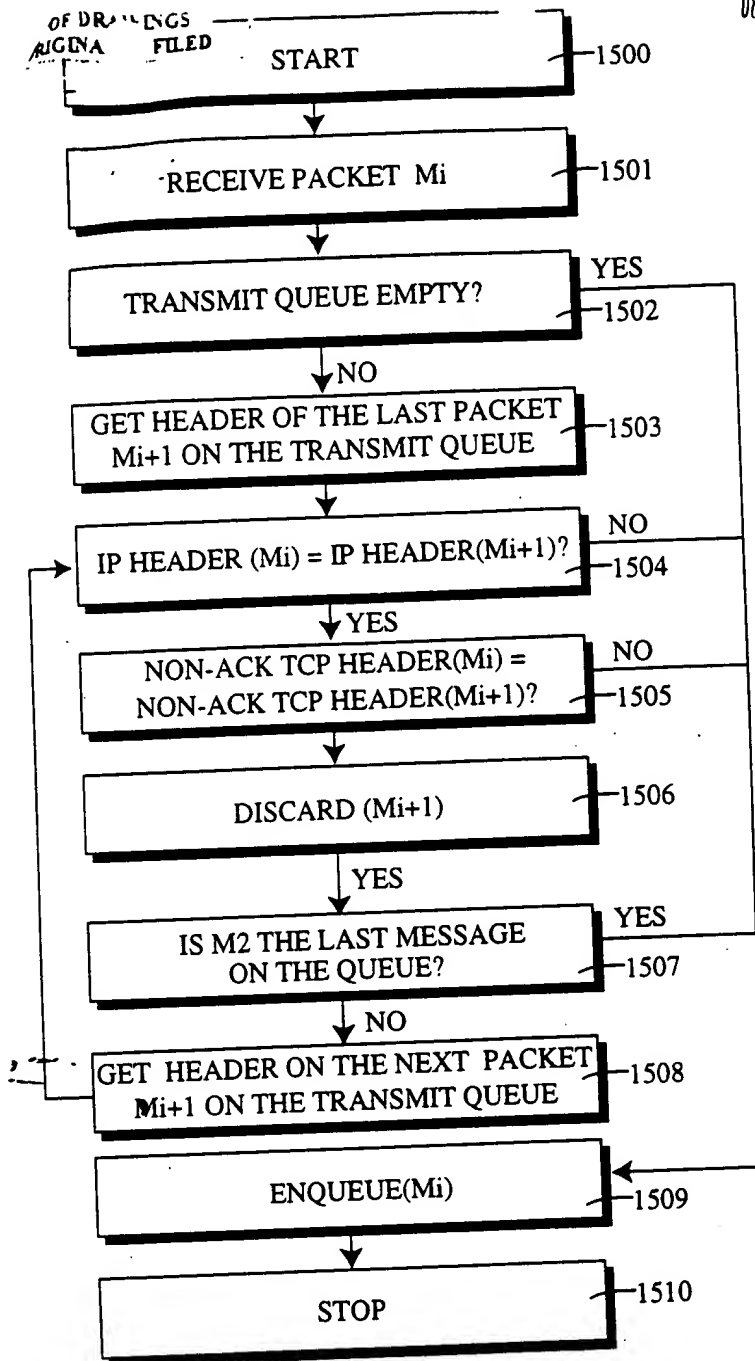 OF DRAWINGS
FILED
START
1500
RECEIVE PACKET Mi
1501
TRANSMIT QUEUE EMPTY?
YES
1502
NO
GET HEADER OF THE LAST PACKET
Mi+1 ON THE TRANSMIT QUEUE
1503
IP HEADER (Mi) = IP HEADER(Mi+1)?
NO
1504
YES
NON-ACK TCP HEADER(Mi) =
NON-ACK TCP HEADER(Mi+1)?
NO
1505
DISCARD (Mi+1)
1506
YES
IS M2 THE LAST MESSAGE
ON THE QUEUE?
YES
1507
NO
GET HEADER ON THE NEXT PACKET
Mi+1 ON THE TRANSMIT QUEUE
1508
ENQUEUE(Mi)
1509
STOP
1510